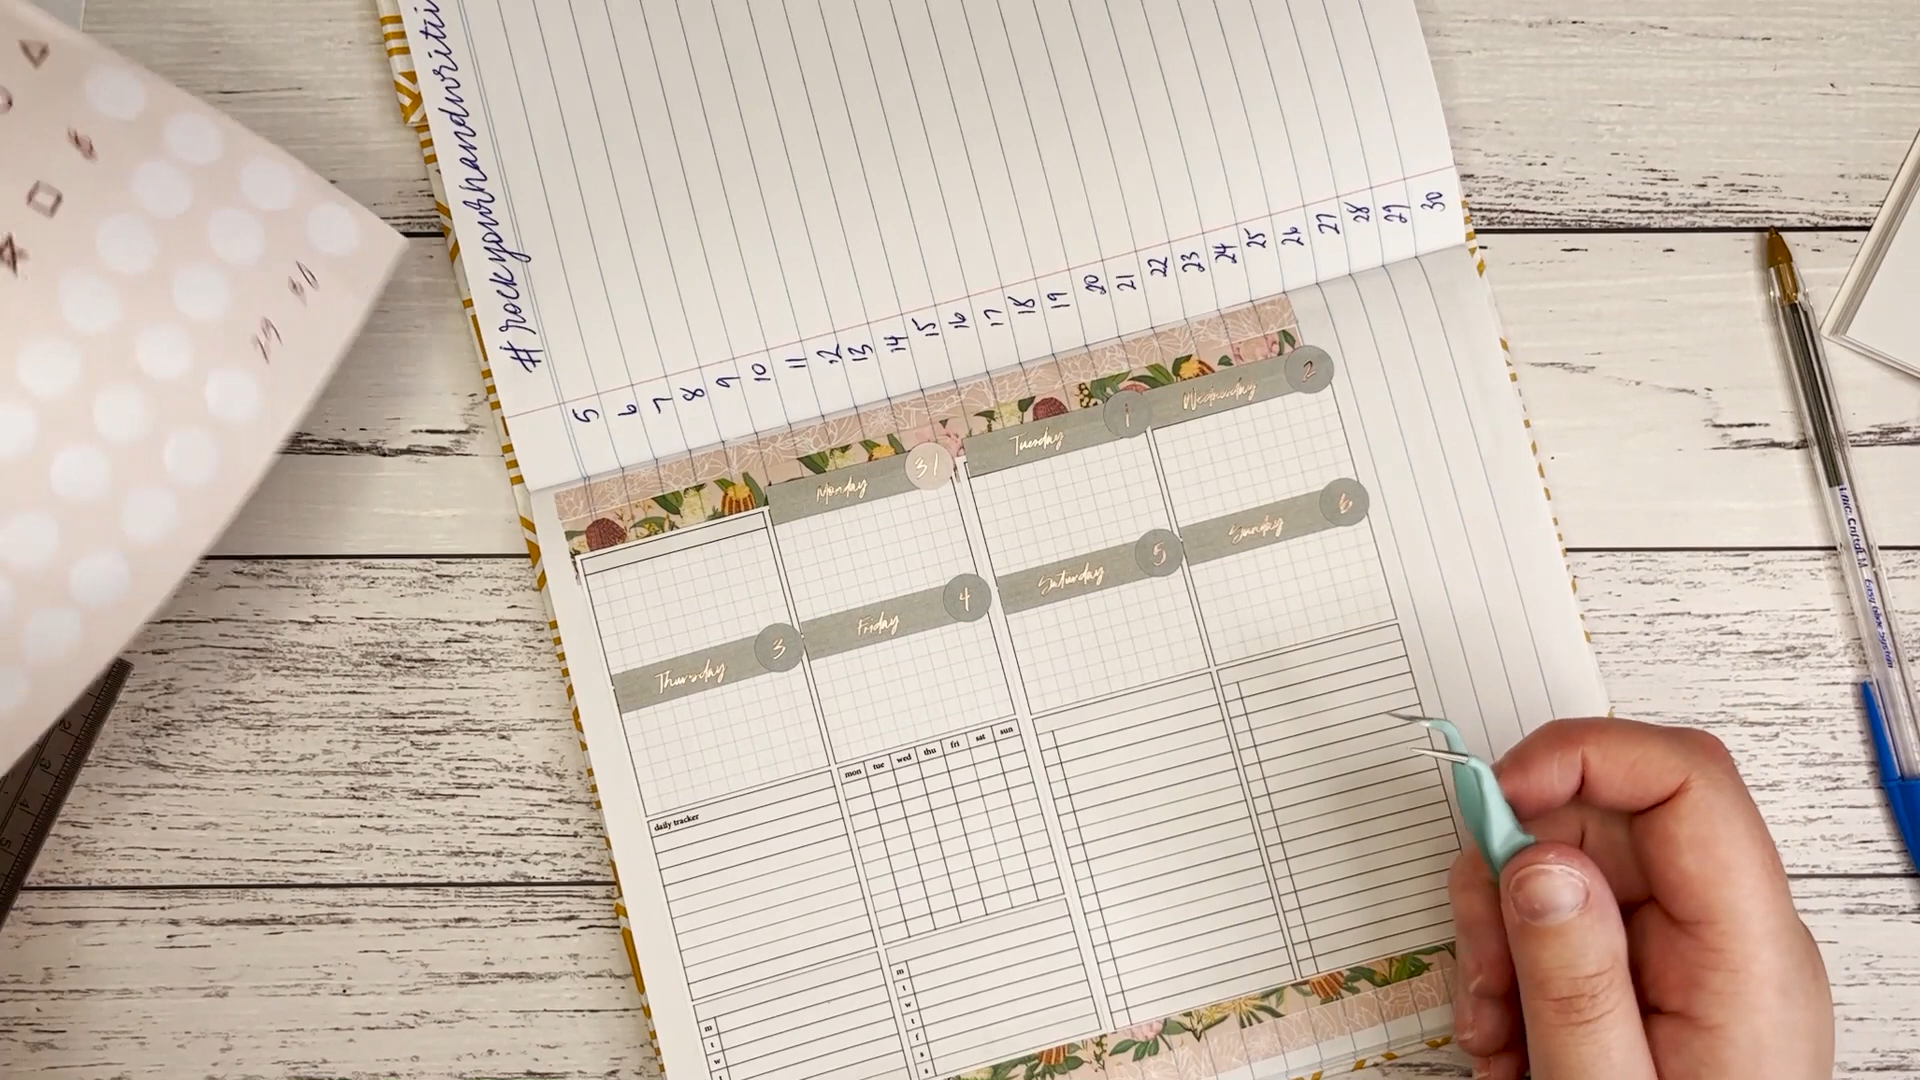 #rockyourhandwriti
5
6
7
8
9
10
11
12
13
14
15
16
17
18
19
20
21
22
23
24
25
26
27
28
29
30
Monday 31
Tuesday 1
Wednesday 2
Thursday 3
Friday 4
Saturday 5
Sunday 6
daily tracker
mon tue wed thu fri sat sun
m
t
w
t
m
t
w
t
f
s
s